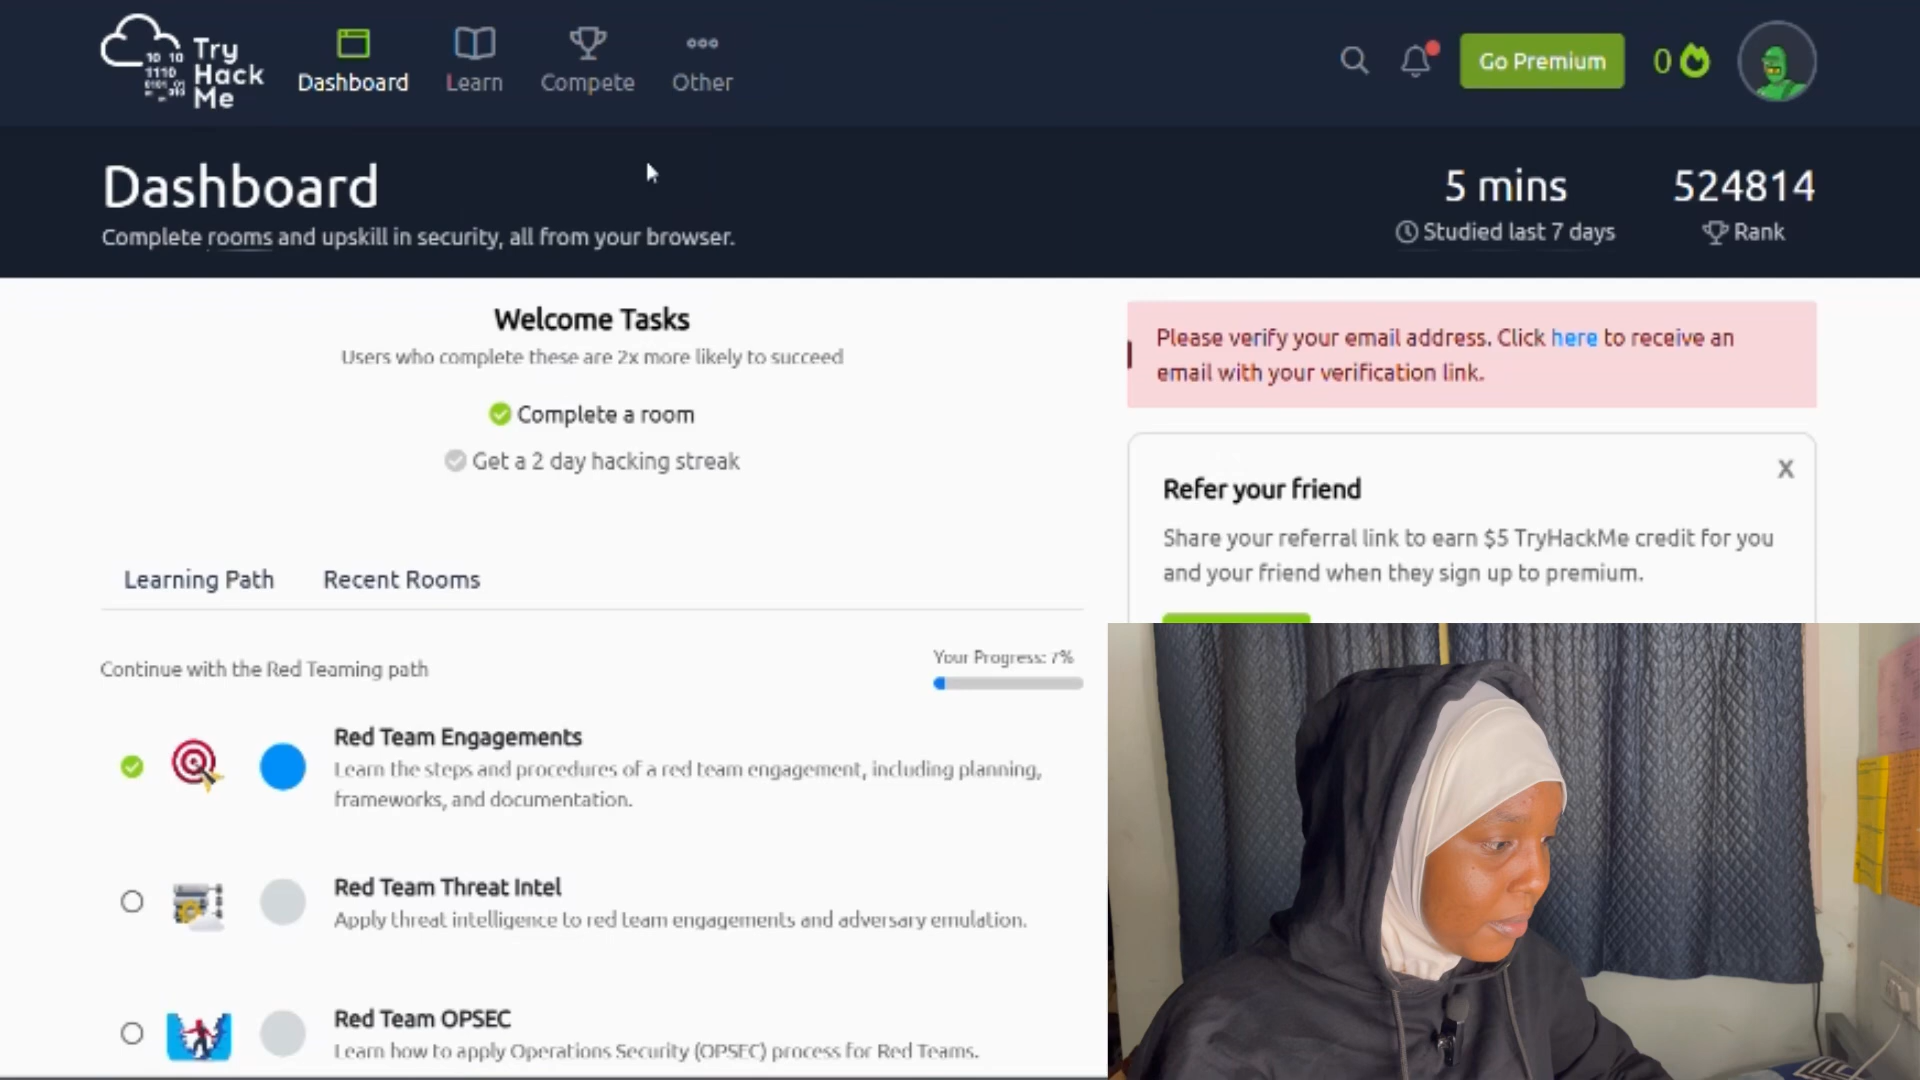 Try
Hack
Me
10 10
1110
0101 01
Dashboard
Learn
Compete
Other
Go Premium
0
Dashboard
Complete rooms and upskill in security, all from your browser.
5 mins
Studied last 7 days
524814
Rank
Welcome Tasks
Users who complete these are 2x more likely to succeed
Complete a room
Get a 2 day hacking streak
Please verify your email address. Click here to receive an
email with your verification link.
X
Refer your friend
Share your referral link to earn $5 TryHackMe credit for you
and your friend when they sign up to premium.
Learning Path
Recent Rooms
Continue with the Red Teaming path
Your Progress: 7%
Red Team Engagements
Learn the steps and procedures of a red team engagement, including planning,
frameworks, and documentation.
Red Team Threat Intel
Apply threat intelligence to red team engagements and adversary emulation.
Red Team OPSEC
Learn how to apply Operations Security (OPSEC) process for Red Teams.